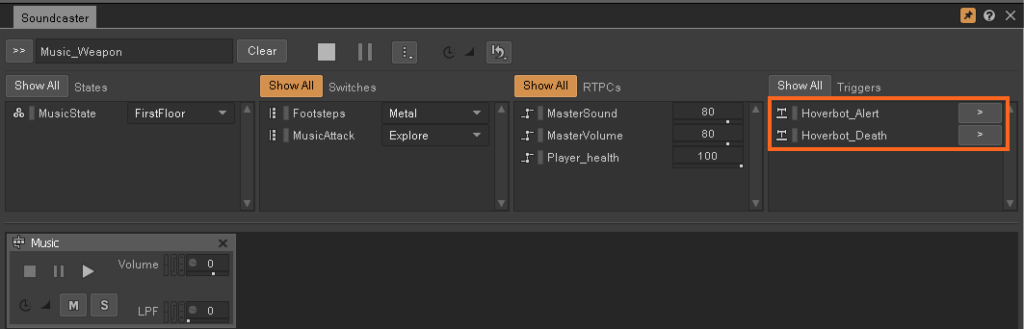 Soundcaster
>> Music_Weapon Clear
Show All States Show All Switches Show All RTPCs Show All Triggers
MusicState FirstFloor Footsteps Metal MasterSound 80 Hoverbot_Alert >
MusicAttack Explore MasterVolume 80 Hoverbot_Death >
Player_health 100
Music
Volume 0
M S LPF 0